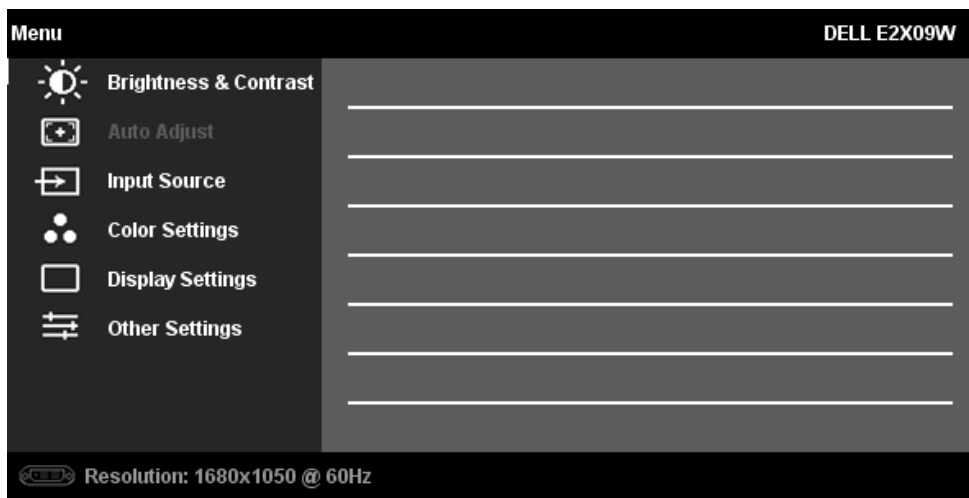 Menu DELL E2X09W
Brightness & Contrast
Auto Adjust
Input Source
Color Settings
Display Settings
Other Settings
Resolution: 1680x1050 @ 60Hz